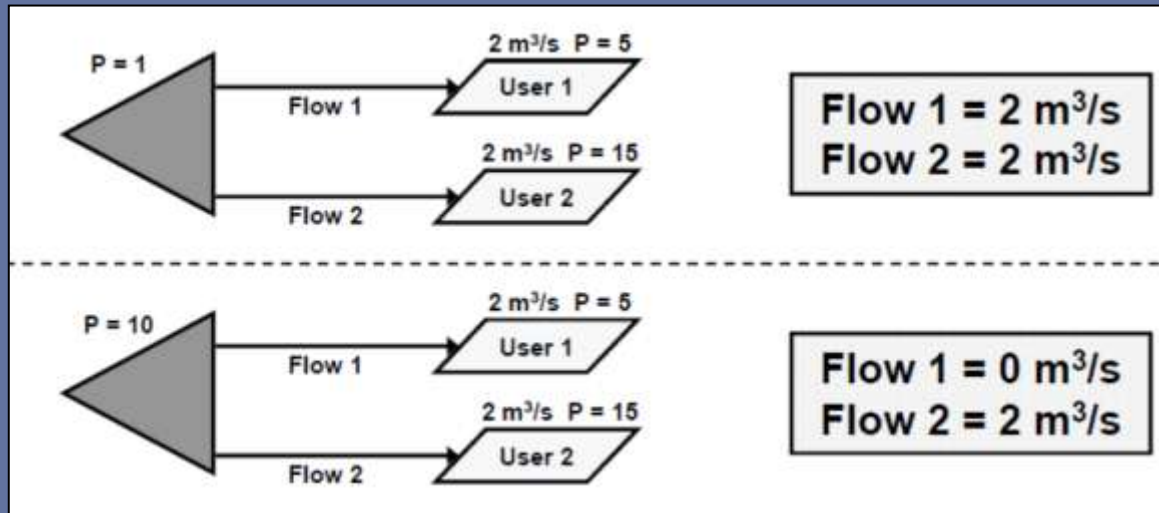 P = 1
2 m³/s P = 5
User 1
Flow 1
2 m³/s P = 15
User 2
Flow 2
Flow 1 = 2 m³/s
Flow 2 = 2 m³/s
P = 10
2 m³/s P = 5
User 1
Flow 1
2 m³/s P = 15
User 2
Flow 2
Flow 1 = 0 m³/s
Flow 2 = 2 m³/s